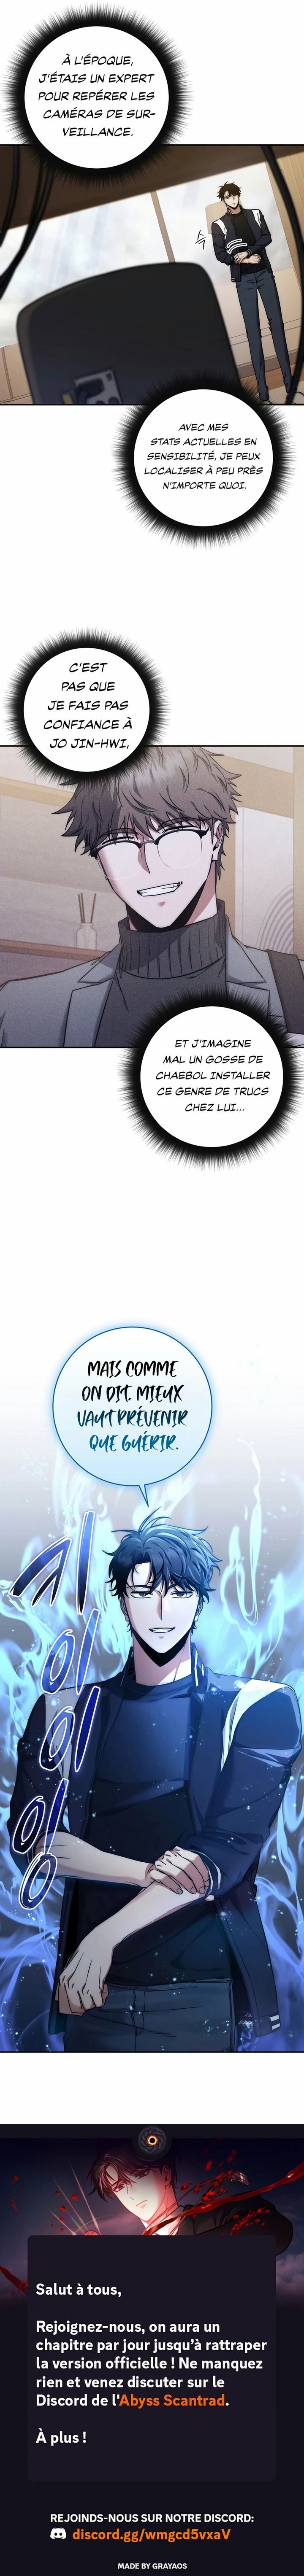 À L'ÉPOQUE,
J'ÉTAIS UN EXPERT
POUR REPÉRER LES
CAMÉRAS DE SUR-
VEILLANCE.
스윽
AVEC MES
STATS ACTUELLES EN
SENSIBILITÉ, JE PEUX
LOCALISER À PEU PRÈS
N'IMPORTE QUOI.
C'EST
PAS QUE
JE FAIS PAS
CONFIANCE À
JO JIN-HWI,
ET J'IMAGINE
MAL UN GOSSE DE
CHAEBOL INSTALLER
CE GENRE DE TRUCS
CHEZ LUI...
MAIS COMME
ON DIT, MIEUX
VAUT PRÉVENIR
QUE GUÉRIR.
시이이잉
Salut à tous,
Rejoignez-nous, on aura un
chapitre par jour jusqu'à rattraper
la version officielle ! Ne manquez
rien et venez discuter sur le
Discord de l'Abyss Scantrad.
À plus !
REJOINDS-NOUS SUR NOTRE DISCORD:
discord.gg/wmgcd5vxaV
MADE BY GRAYAOS